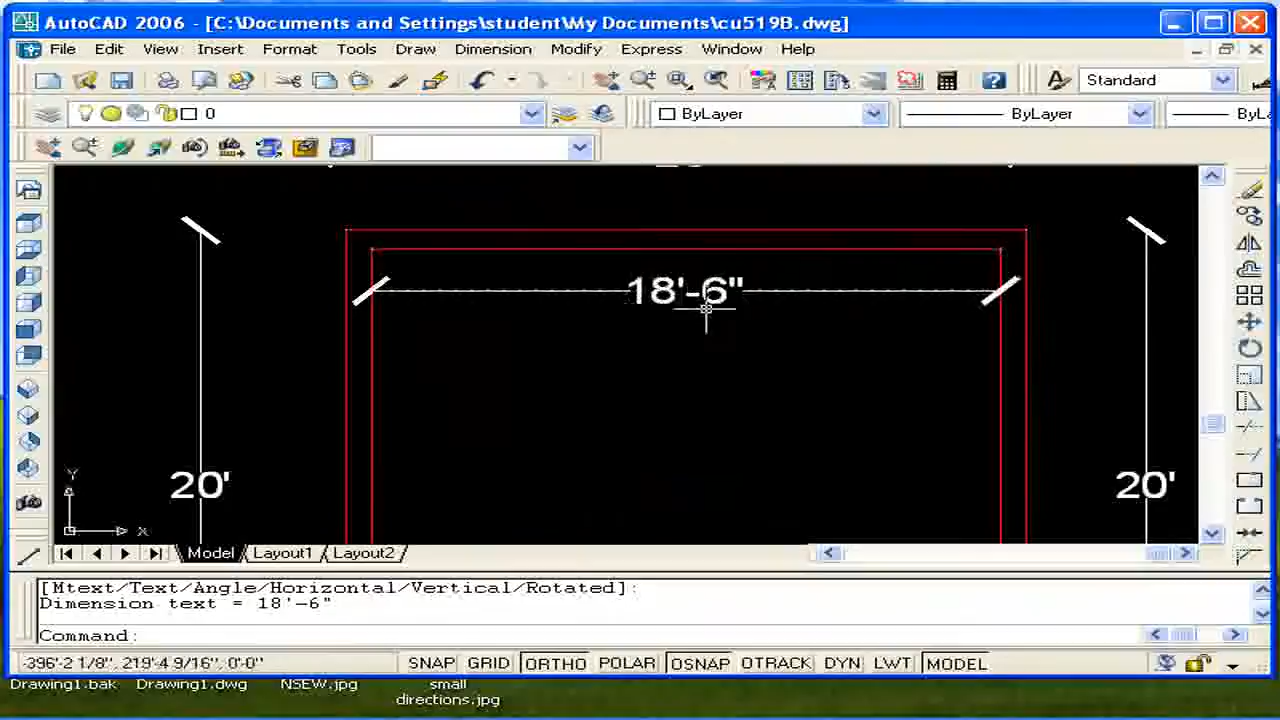 AutoCAD 2006 - [C:\Documents and Settings\student\My Documents\cu519B.dwg]
File Edit View Insert Format Tools Draw Dimension Modify Express Window Help
Standard
0 ByLayer ByLayer ByL
18'-6"
20' 20'
Y
X
Model Layout1 Layout2
[Mtext/Text/Angle/Horizontal/Vertical/Rotated]:
Dimension text = 18'-6"
Command:
-396'-2 1/8", 219'-4 9/16", 0'-0" SNAP GRID ORTHO POLAR OSNAP OTRACK DYN LWT MODEL
Drawing1.bak Drawing1.dwg NSEW.jpg small
directions.jpg